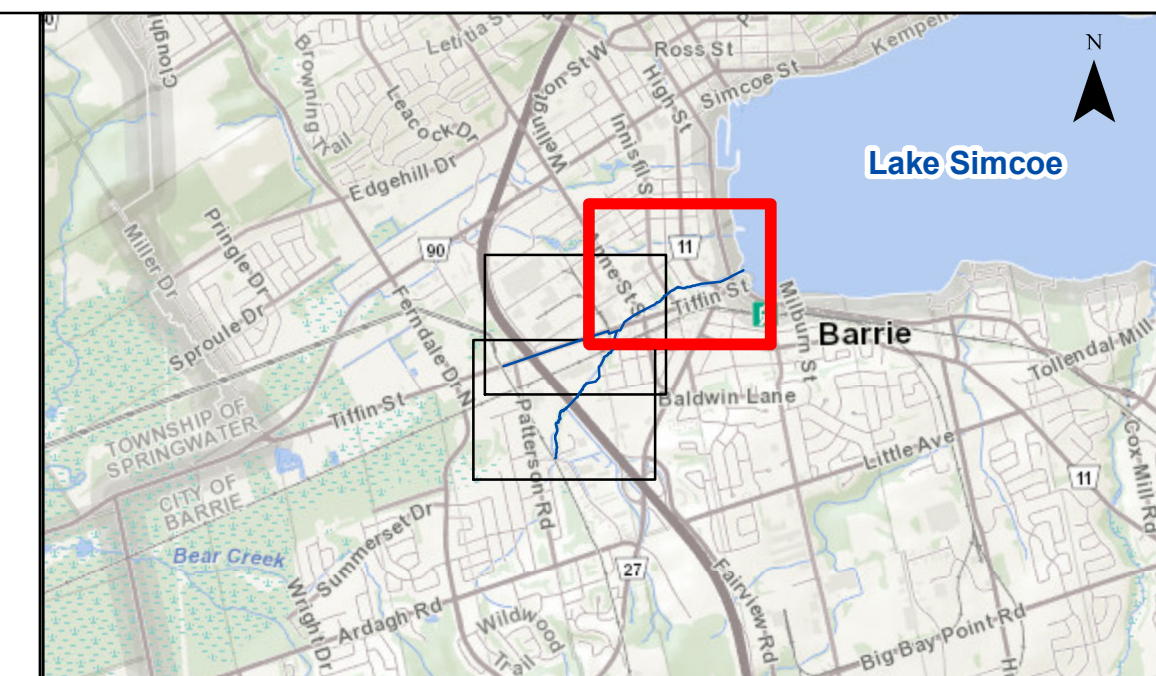 Clough
Letitia S
Browning
Trail
Leacock Dr
Edgehill Dr
Wellington St W
High St
Innisfil S
Ross St
Simcoe St
Kempen
N
Lake Simcoe
Miller Dr
Pringle Dr
Sproule Dr
90
11
Anne St S
Tiffin St
Ferndale Dr N
Milburn St
Barrie
Tollendal Mill
Tiffin St
Patterson Rd
Baldwin Lane
TOWNSHIP OF
SPRINGWATER
CITY OF
BARRIE
Little Ave
Cox Mill Rd
11
Bear Creek
Summerset Dr
Wright Dr
Ardagh Rd
27
Wildwood
Trail
Fairview Rd
Big Bay Point Rd